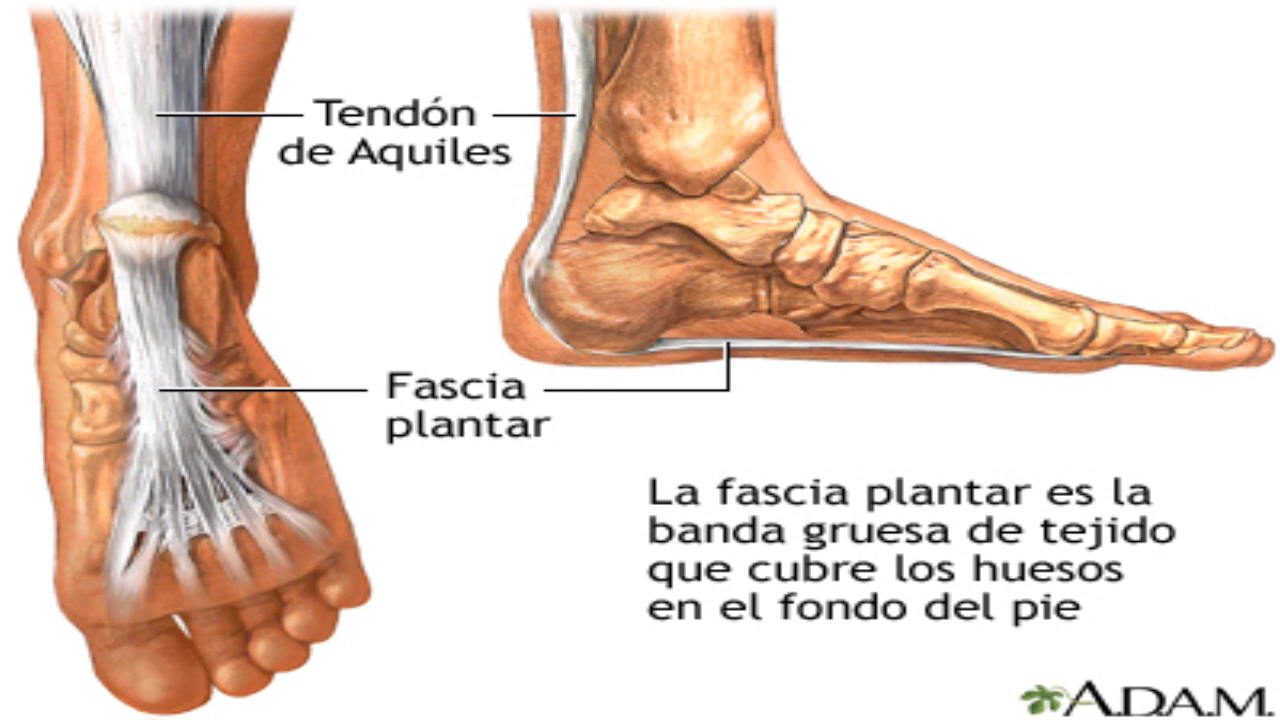 Tendón
de Aquiles
Fascia
plantar
La fascia plantar es la
banda gruesa de tejido
que cubre los huesos
en el fondo del pie
A.D.A.M.